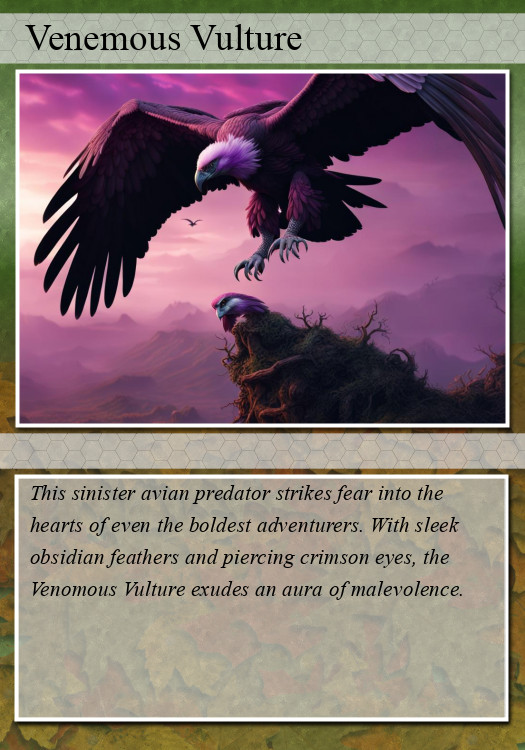 Venemous Vulture
This sinister avian predator strikes fear into the
hearts of even the boldest adventurers. With sleek
obsidian feathers and piercing crimson eyes, the
Venomous Vulture exudes an aura of malevolence.